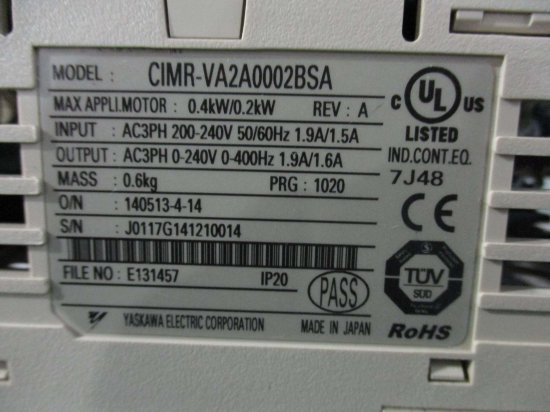 MODEL : CIMR-VA2A0002BSA
MAX APPLI.MOTOR : 0.4kW/0.2kW REV : A
INPUT : AC3PH 200-240V 50/60Hz 1.9A/1.5A
OUTPUT : AC3PH 0-240V 0-400Hz 1.9A/1.6A
MASS : 0.6kg PRG : 1020
O/N : 140513-4-14
S/N : J0117G141210014
FILE NO : E131457 IP20
PASS
YASKAWA ELECTRIC CORPORATION MADE IN JAPAN
C UL US
LISTED
IND.CONT.EQ.
7J48
CE
TÜV
SÜD
RoHS